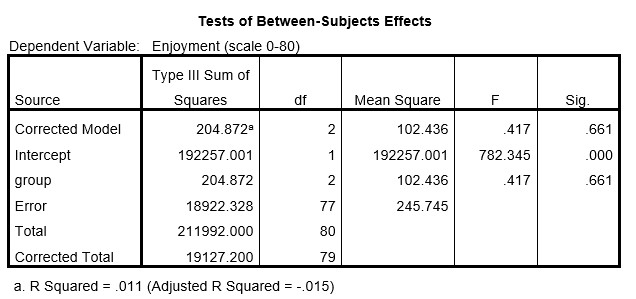 Tests of Between-Subjects Effects
Dependent Variable: Enjoyment (scale 0-80)
Source Type III Sum of Squares df Mean Square F Sig.
Corrected Model 204.872a 2 102.436 .417 .661
Intercept 192257.001 1 192257.001 782.345 .000
group 204.872 2 102.436 .417 .661
Error 18922.328 77 245.745
Total 211992.000 80
Corrected Total 19127.200 79
a. R Squared = .011 (Adjusted R Squared = -.015)